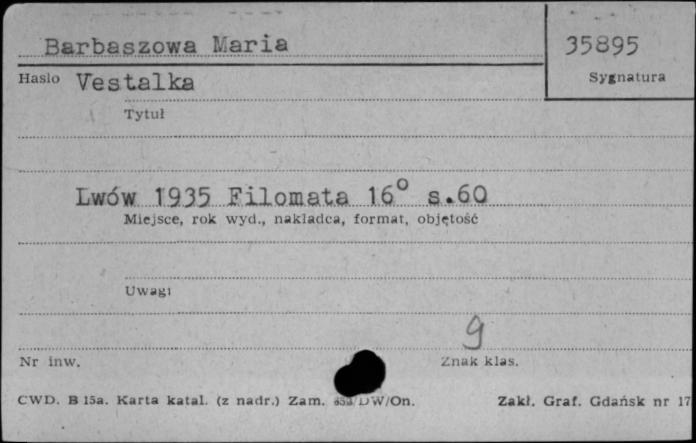 Barbaszowa Maria
35895
Hasło Vestalka
Sygnatura
Tytuł
Lwów 1935 Filomata 16° s.60
Miejsce, rok wyd., nakładca, format, objętość
Uwagi
9
Nr inw.
Znak klas.
CWD. B 15a. Karta katal. (z nadr.) Zam. DW/On.
Zakł. Graf. Gdańsk nr 17